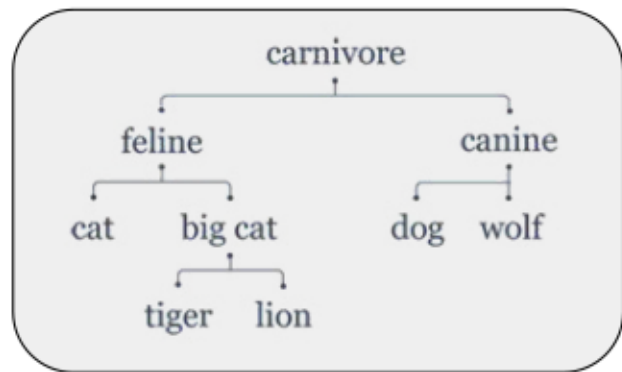 carnivore
feline canine
cat big cat dog wolf
tiger lion